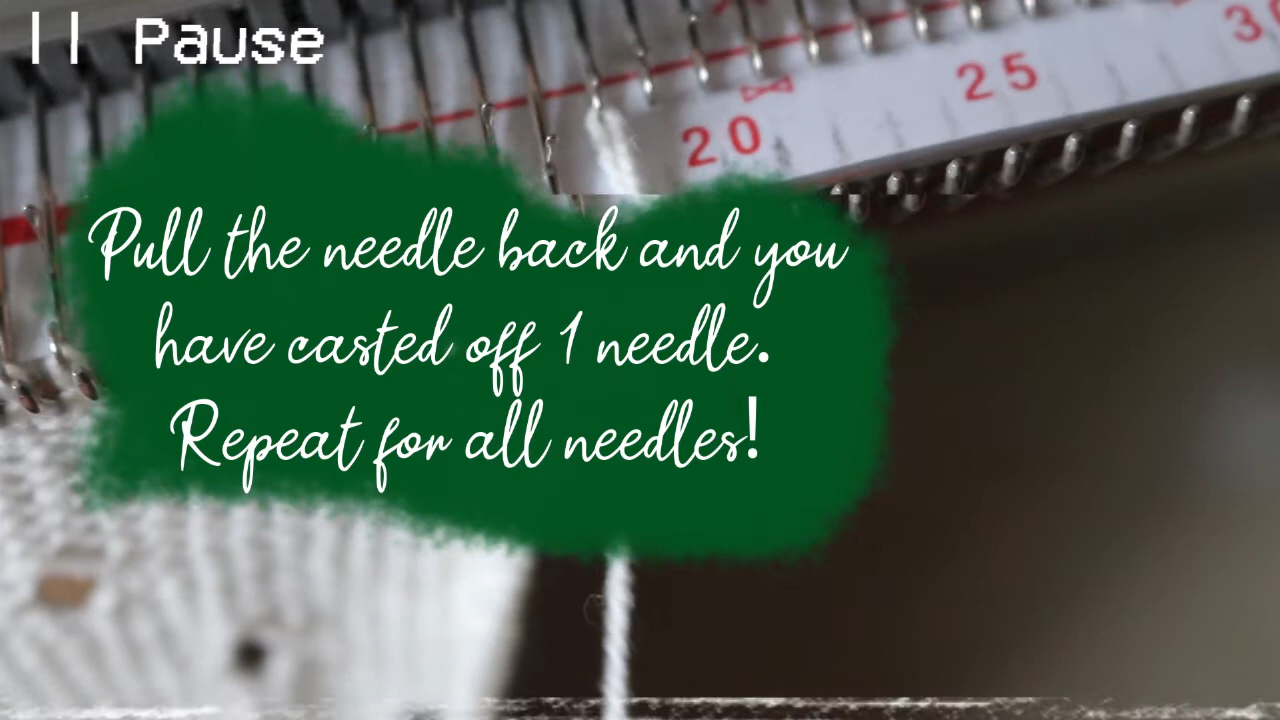 || Pause
30
25
20
Pull the needle back and you
have casted off 1 needle.
Repeat for all needles!